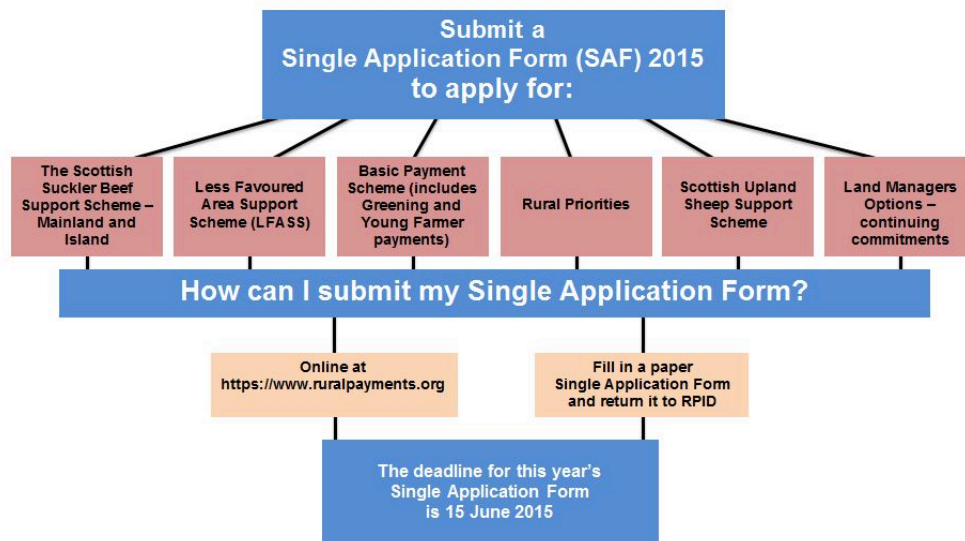 Submit a
Single Application Form (SAF) 2015
to apply for:
The Scottish
Suckler Beef
Support Scheme –
Mainland and
Island
Less Favoured
Area Support
Scheme (LFASS)
Basic Payment
Scheme (includes
Greening and
Young Farmer
payments)
Rural Priorities
Scottish Upland
Sheep Support
Scheme
Land Managers
Options –
continuing
commitments
How can I submit my Single Application Form?
Online at
https://www.ruralpayments.org
Fill in a paper
Single Application Form
and return it to RPID
The deadline for this year's
Single Application Form
is 15 June 2015